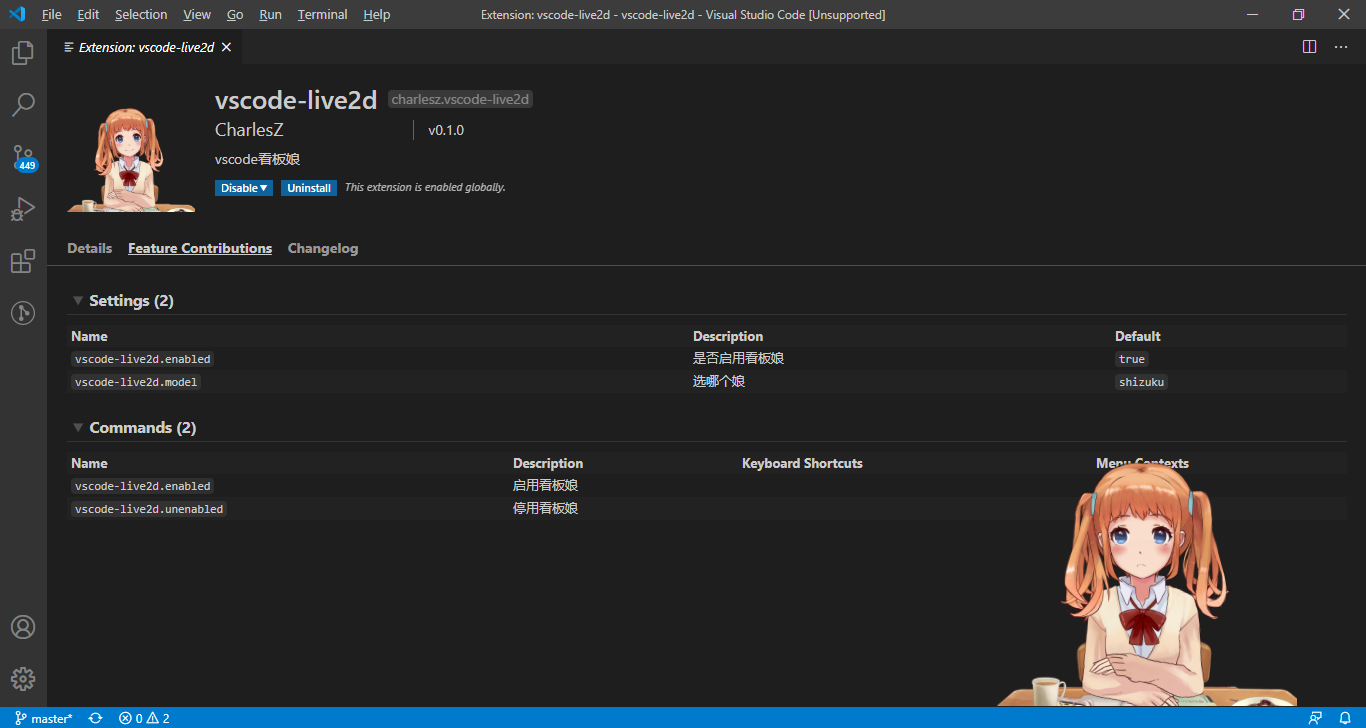 File Edit Selection View Go Run Terminal Help Extension: vscode-live2d - vscode-live2d - Visual Studio Code [Unsupported]
Extension: vscode-live2d
vscode-live2d charlesz.vscode-live2d
CharlesZ v0.1.0
vscode看板娘
Disable Uninstall This extension is enabled globally.
449
Details Feature Contributions Changelog
Settings (2)
Name Description Default
vscode-live2d.enabled 是否启用看板娘 true
vscode-live2d.model 选哪个娘 shizuku
Commands (2)
Name Description Keyboard Shortcuts Menu Contexts
vscode-live2d.enabled 启用看板娘
vscode-live2d.unenabled 停用看板娘
master* 0 2